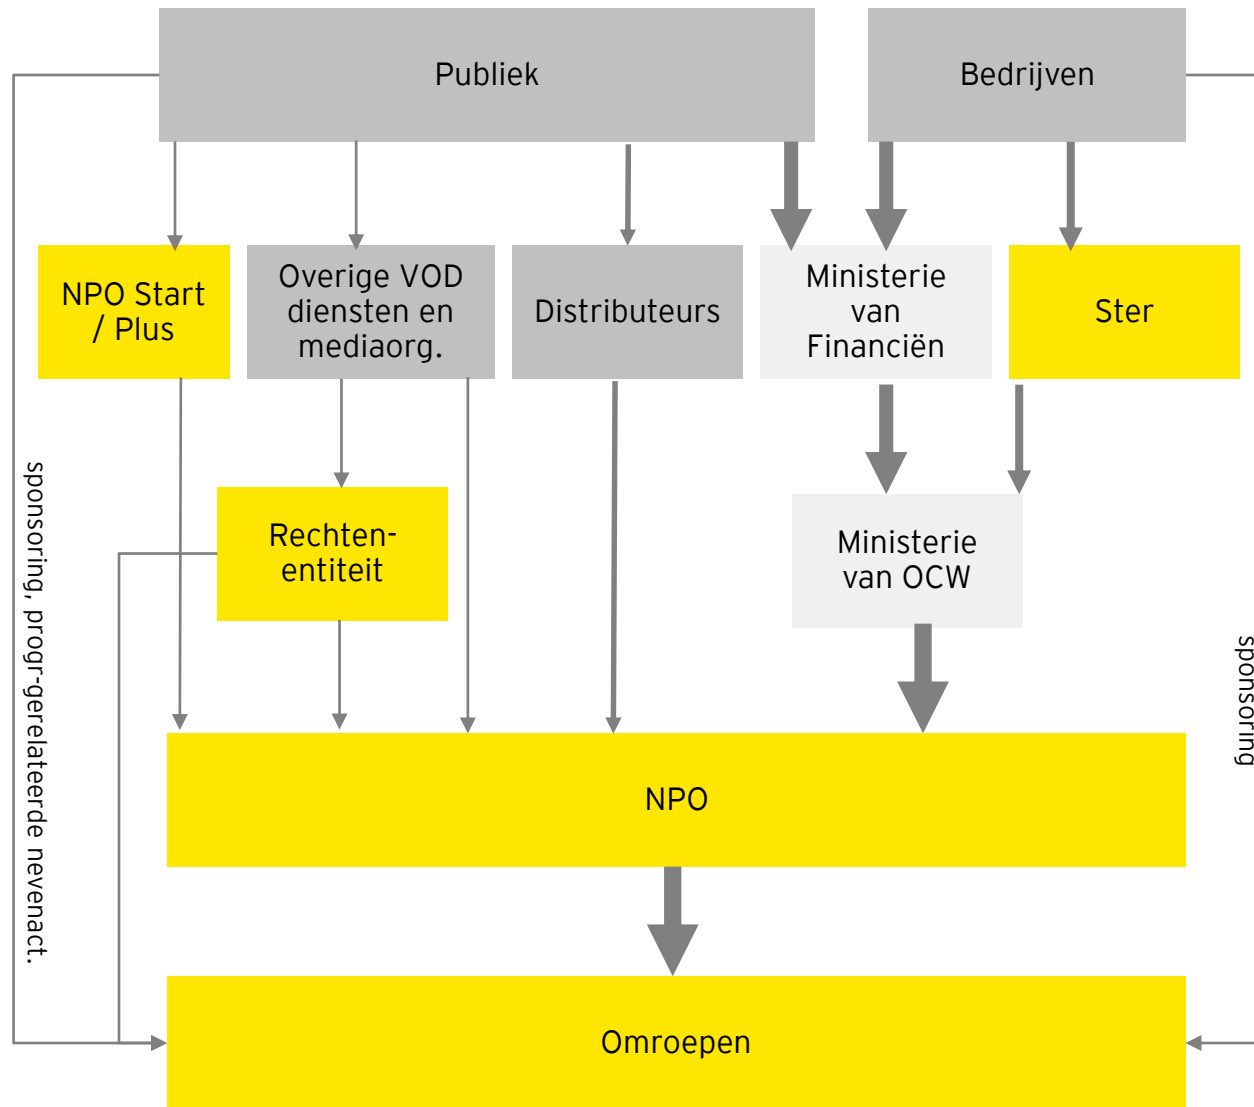 Publiek
Bedrijven
NPO Start
/ Plus
Overige VOD
diensten en
mediaorg.
Distributeurs
Ministerie
van
Financiën
Ster
Rechten-
entiteit
Ministerie
van OCW
sponsoring, progr-gerelateerde nevenact.
sponsoring
NPO
Omroepen